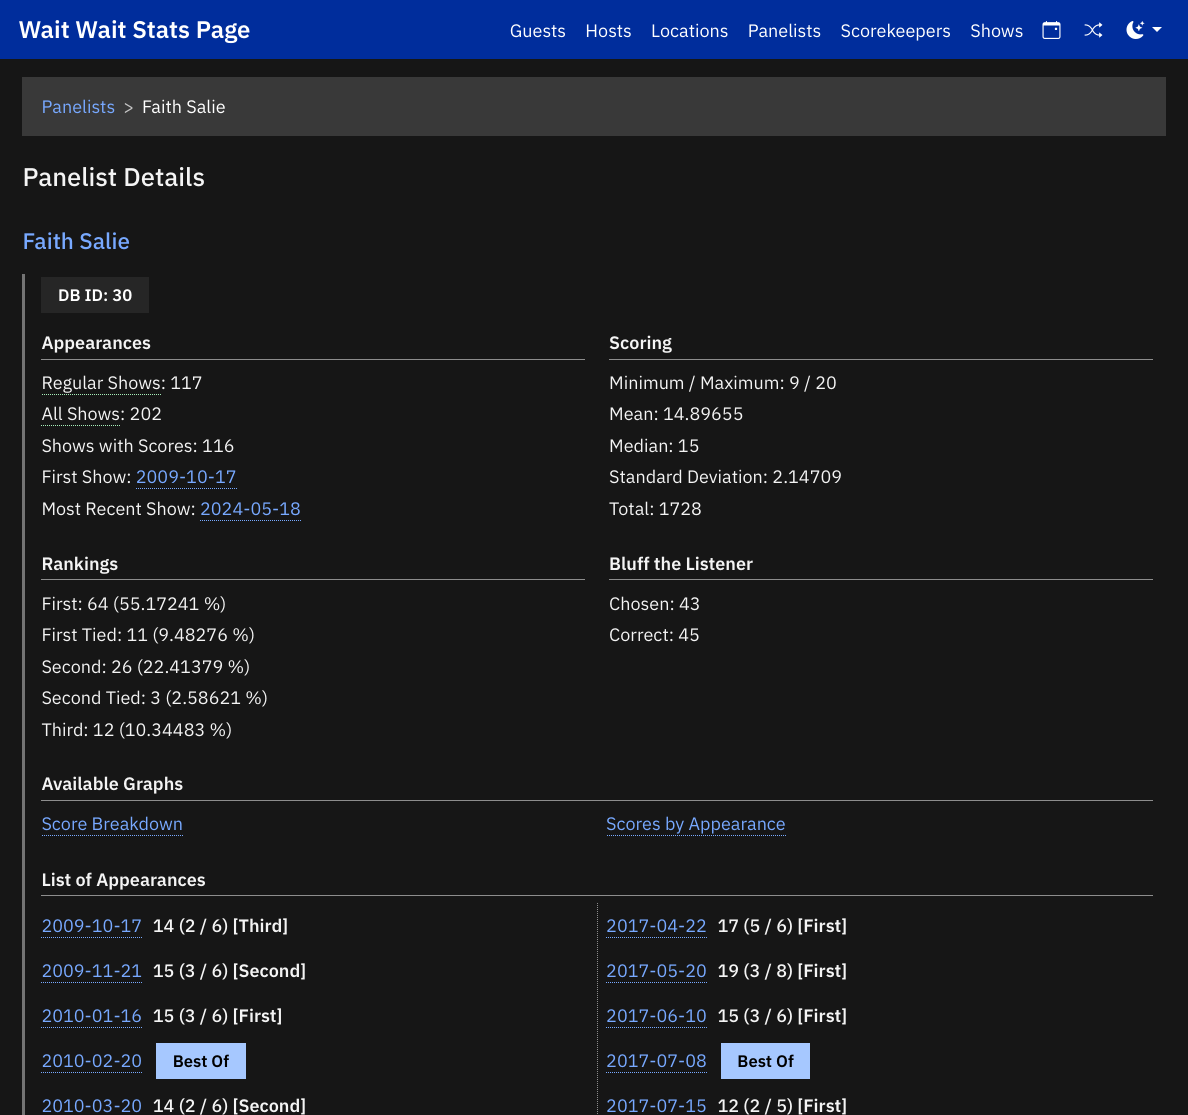 Wait Wait Stats Page
Guests Hosts Locations Panelists Scorekeepers Shows
Panelists > Faith Salie
Panelist Details
Faith Salie
DB ID: 30
Appearances
Regular Shows: 117
All Shows: 202
Shows with Scores: 116
First Show: 2009-10-17
Most Recent Show: 2024-05-18
Scoring
Minimum / Maximum: 9 / 20
Mean: 14.89655
Median: 15
Standard Deviation: 2.14709
Total: 1728
Rankings
First: 64 (55.17241 %)
First Tied: 11 (9.48276 %)
Second: 26 (22.41379 %)
Second Tied: 3 (2.58621 %)
Third: 12 (10.34483 %)
Bluff the Listener
Chosen: 43
Correct: 45
Available Graphs
Score Breakdown
Scores by Appearance
List of Appearances
2009-10-17 14 (2 / 6) [Third]
2009-11-21 15 (3 / 6) [Second]
2010-01-16 15 (3 / 6) [First]
2010-02-20 Best Of
2010-03-20 14 (2 / 6) [Second]
2017-04-22 17 (5 / 6) [First]
2017-05-20 19 (3 / 8) [First]
2017-06-10 15 (3 / 6) [First]
2017-07-08 Best Of
2017-07-15 12 (2 / 5) [First]